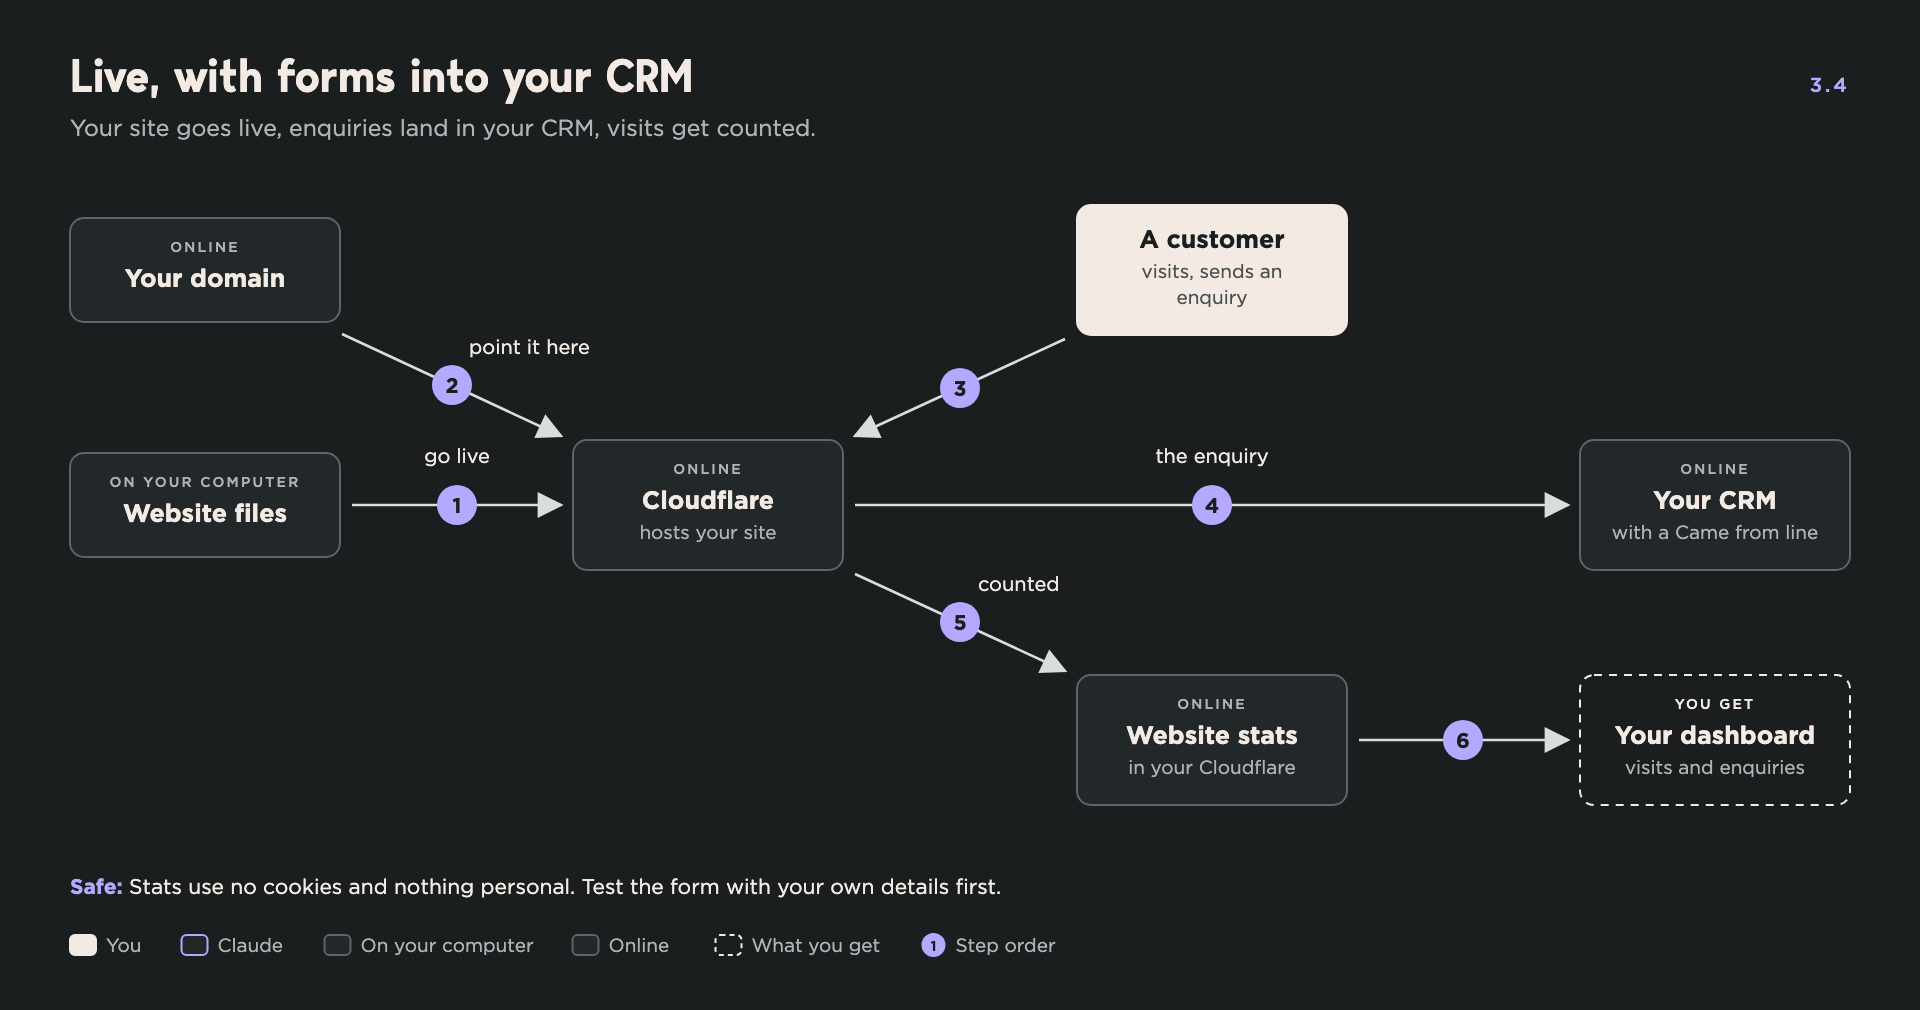 Live, with forms into your CRM
3.4
Your site goes live, enquiries land in your CRM, visits get counted.
ONLINE
Your domain
A customer
visits, sends an
enquiry
point it here
2
3
ON YOUR COMPUTER
Website files
go live
1
ONLINE
Cloudflare
hosts your site
the enquiry
4
ONLINE
Your CRM
with a Came from line
counted
5
ONLINE
Website stats
in your Cloudflare
6
YOU GET
Your dashboard
visits and enquiries
Safe: Stats use no cookies and nothing personal. Test the form with your own details first.
You
Claude
On your computer
Online
What you get
1
Step order